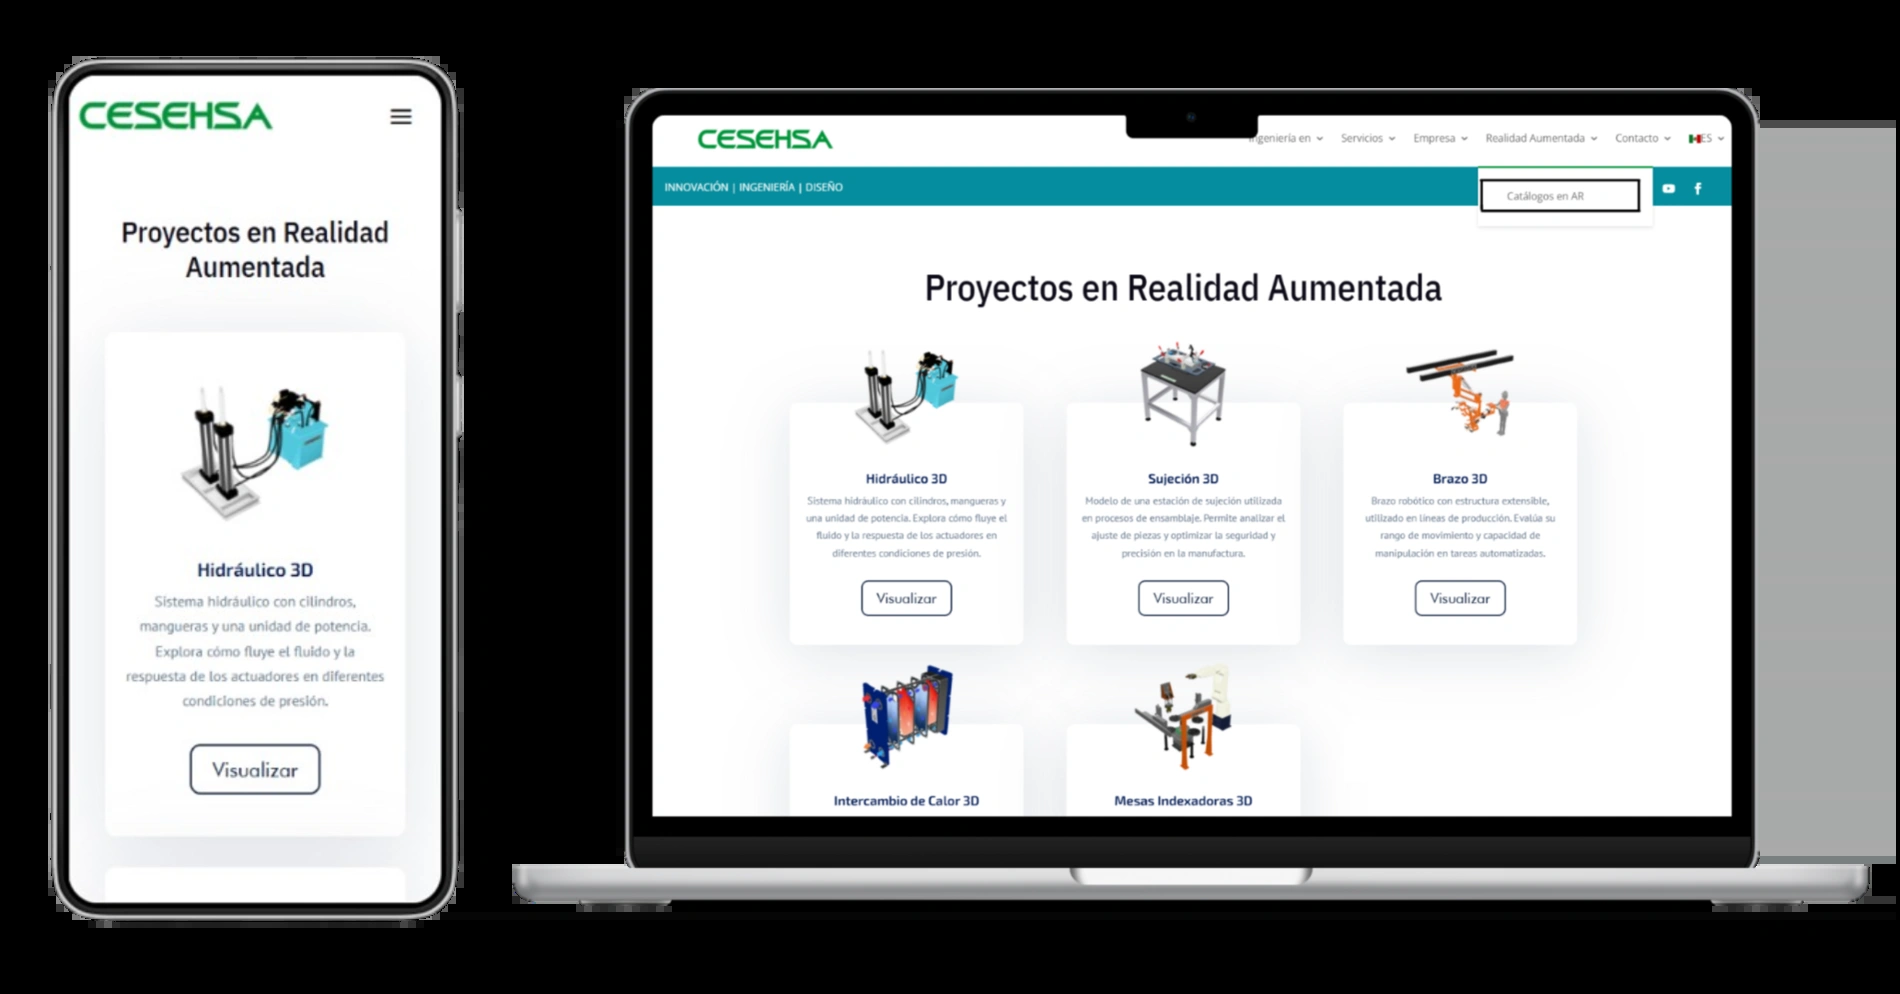 CESEHSA
Proyectos en Realidad
Aumentada
Hidráulico 3D
Sistema hidráulico con cilindros,
mangueras y una unidad de potencia.
Explora cómo fluye el fluido y la
respuesta de los actuadores en diferentes
condiciones de presión.
Visualizar
CESEHSA
Ingeniería en
Servicios
Empresa
Realidad Aumentada
Contacto
ES
INNOVACIÓN | INGENIERÍA | DISEÑO
Catálogos en AR
Proyectos en Realidad Aumentada
Hidráulico 3D
Sistema hidráulico con cilindros, mangueras y
una unidad de potencia. Explora cómo fluye el
fluido y la respuesta de los actuadores en
diferentes condiciones de presión.
Visualizar
Sujeción 3D
Modelo de una estación de sujeción utilizada
en procesos de ensamblaje. Permite analizar el
ajuste de piezas y optimizar la seguridad y
precisión en la manufactura.
Visualizar
Brazo 3D
Brazo robótico con estructura extensible,
utilizado en líneas de producción. Evalúa su
rango de movimiento y capacidad de
manipulación en tareas automatizadas.
Visualizar
Intercambio de Calor 3D
Mesas Indexadoras 3D